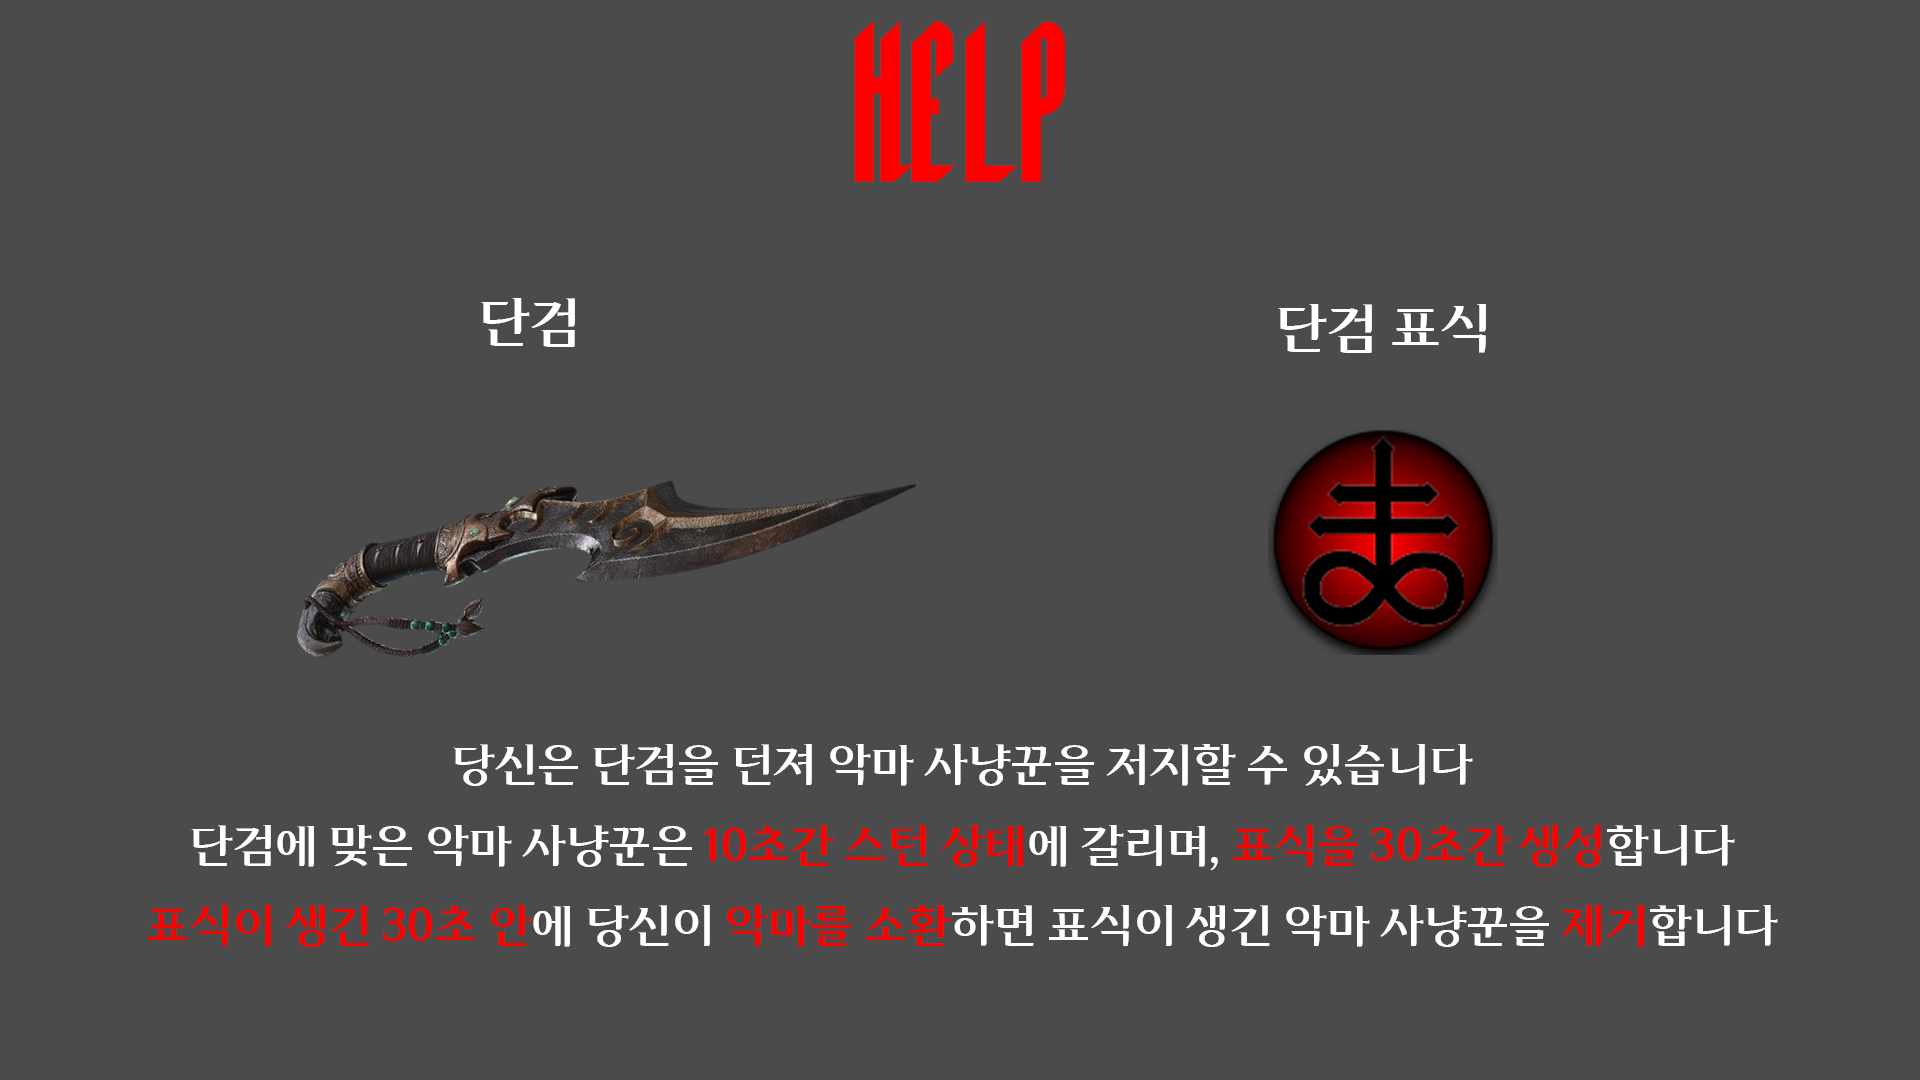 HELP
단검
단검 표식
당신은 단검을 던져 악마 사냥꾼을 저지할 수 있습니다
단검에 맞은 악마 사냥꾼은 10초간 스턴 상태에 갈리며, 표식을 30초간 생성합니다
표식이 생긴 30초 안에 당신이 악마를 소환하면 표식이 생긴 악마 사냥꾼을 제거합니다